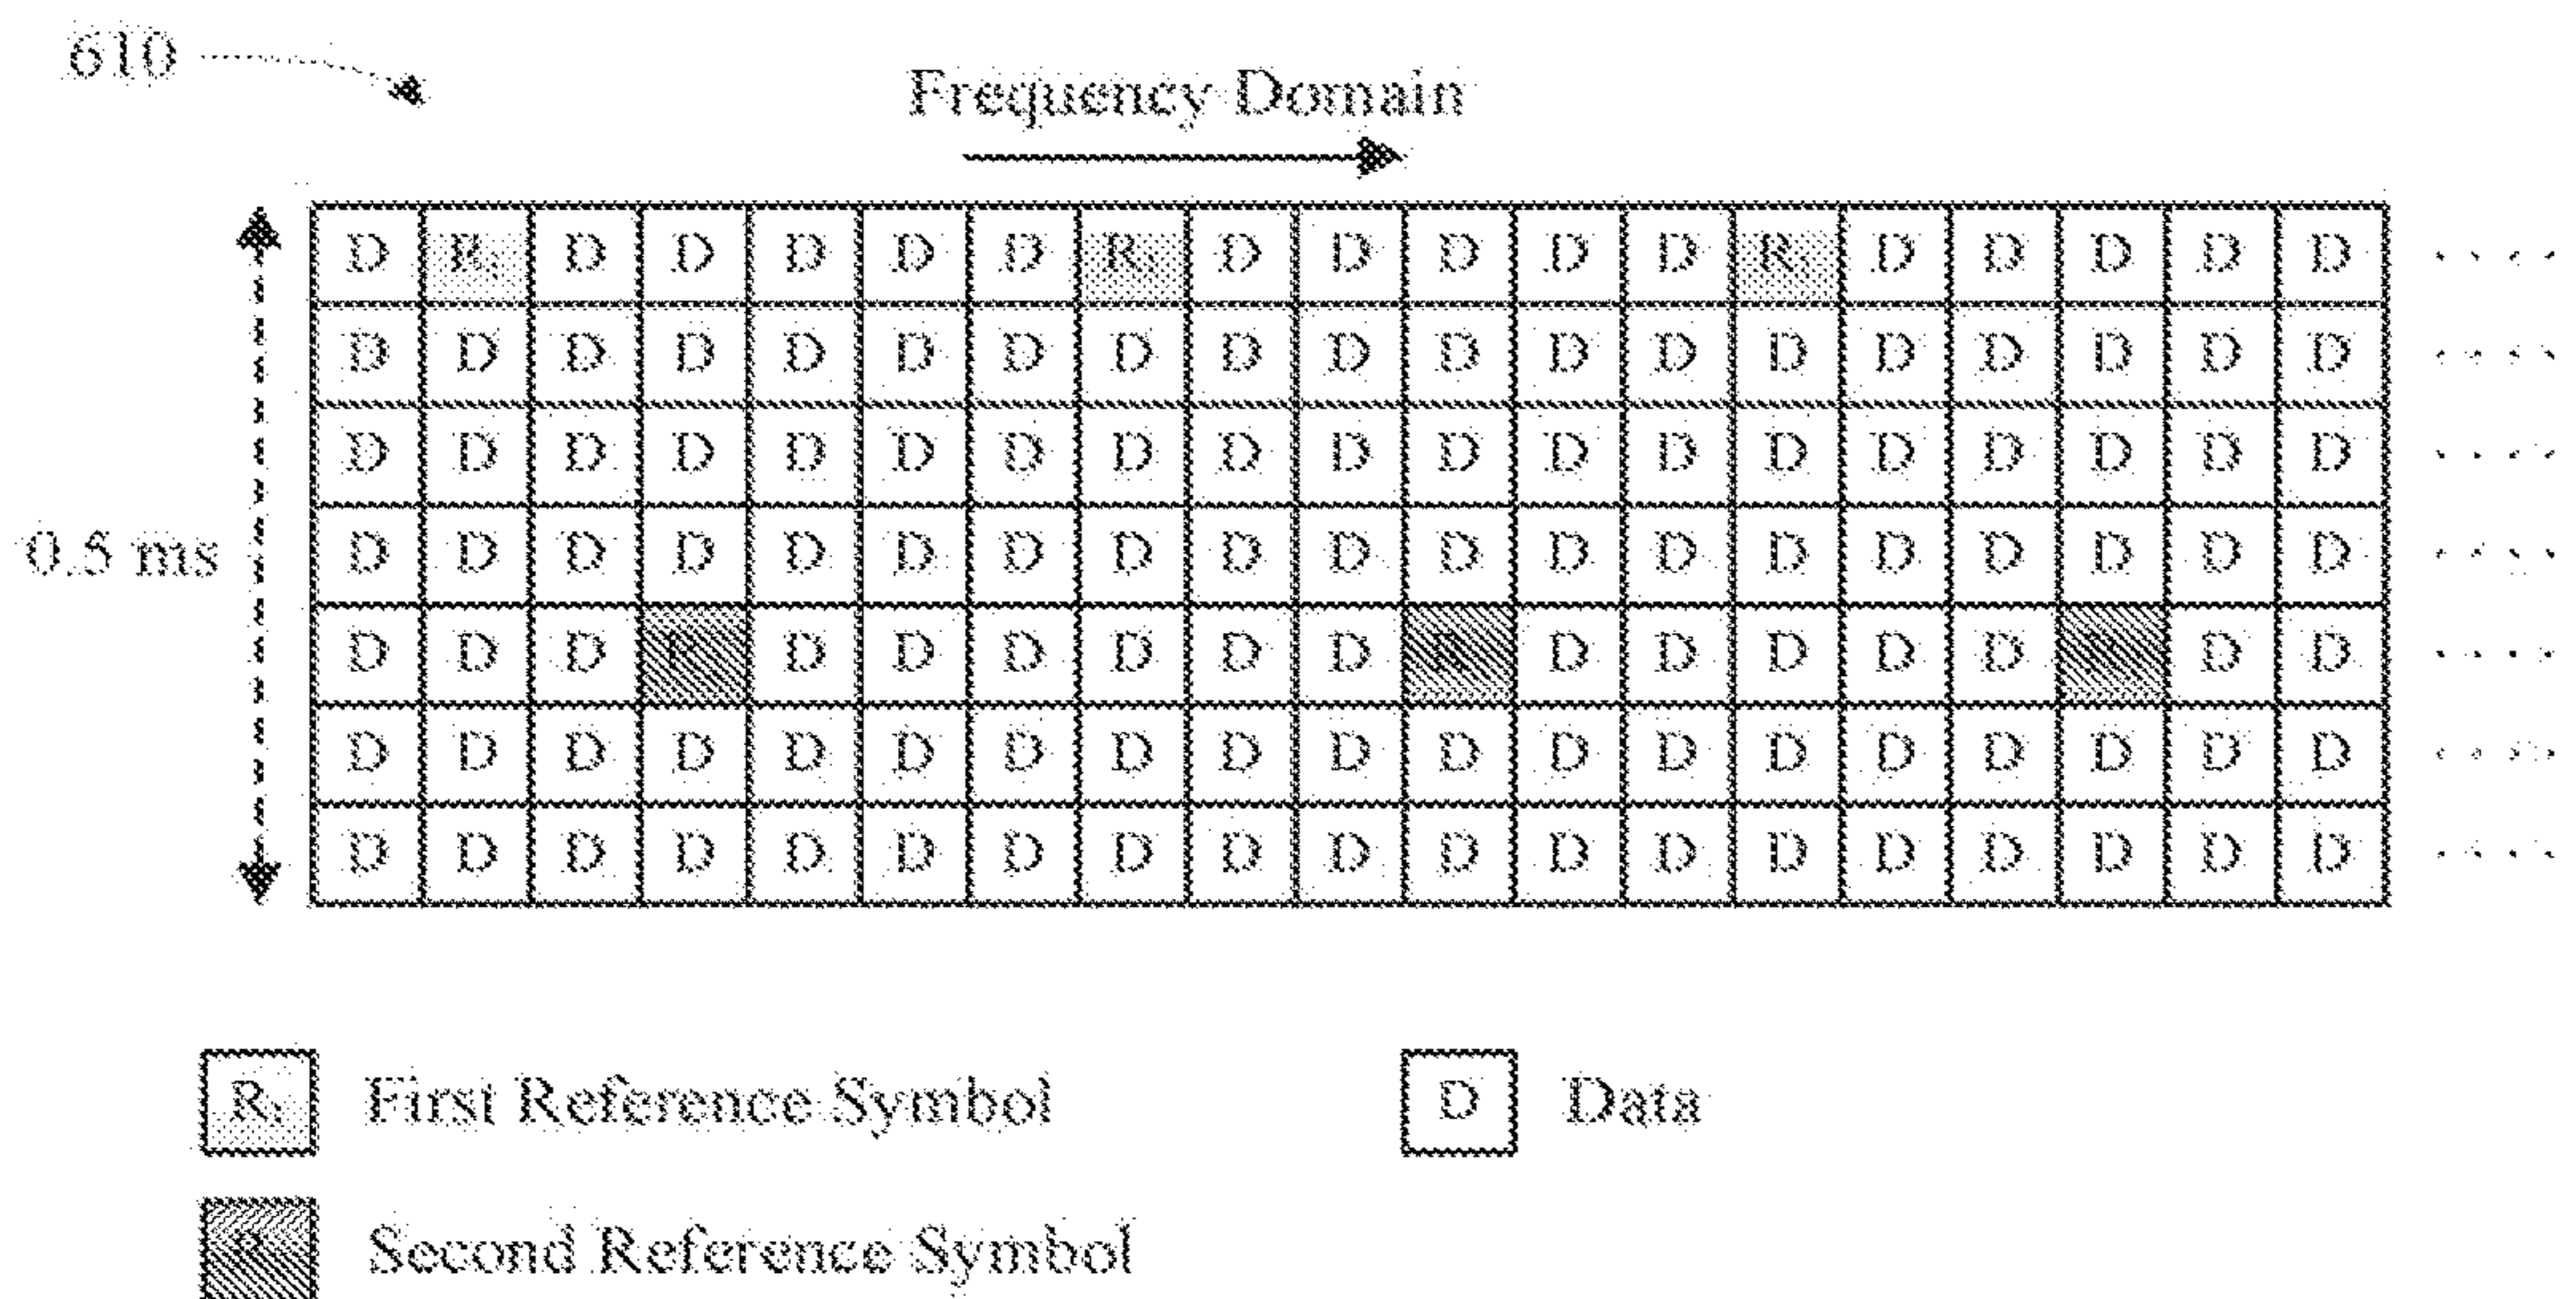 610
Frequency Domain
D R₁ D D D D D R₁ D D D D D R₁ D D D D D . . . .
D D D D D D D D D D D D D D D D D D D . . . .
D D D D D D D D D D D D D D D D D D D . . . .
0.5 ms D D D D D D D D D D D D D D D D D D D . . . .
D D D D D D D D D D D D D D D D . . . .
D D D D D D D D D D D D D D D D D D D . . . .
D D D D D D D D D D D D D D D D D D D . . . .
R₁ First Reference Symbol D Data
Second Reference Symbol